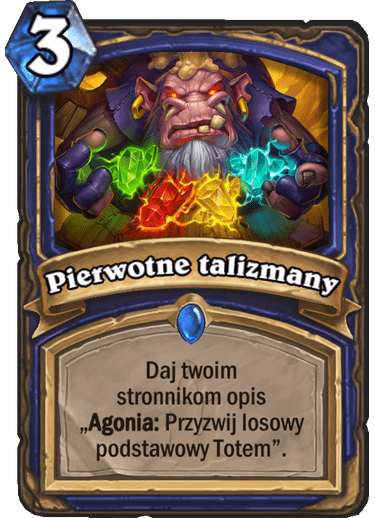 3
Pierwotne talizmany
Daj twoim
stronnikom opis
„Agonia: Przyzwij losowy
podstawowy Totem”.